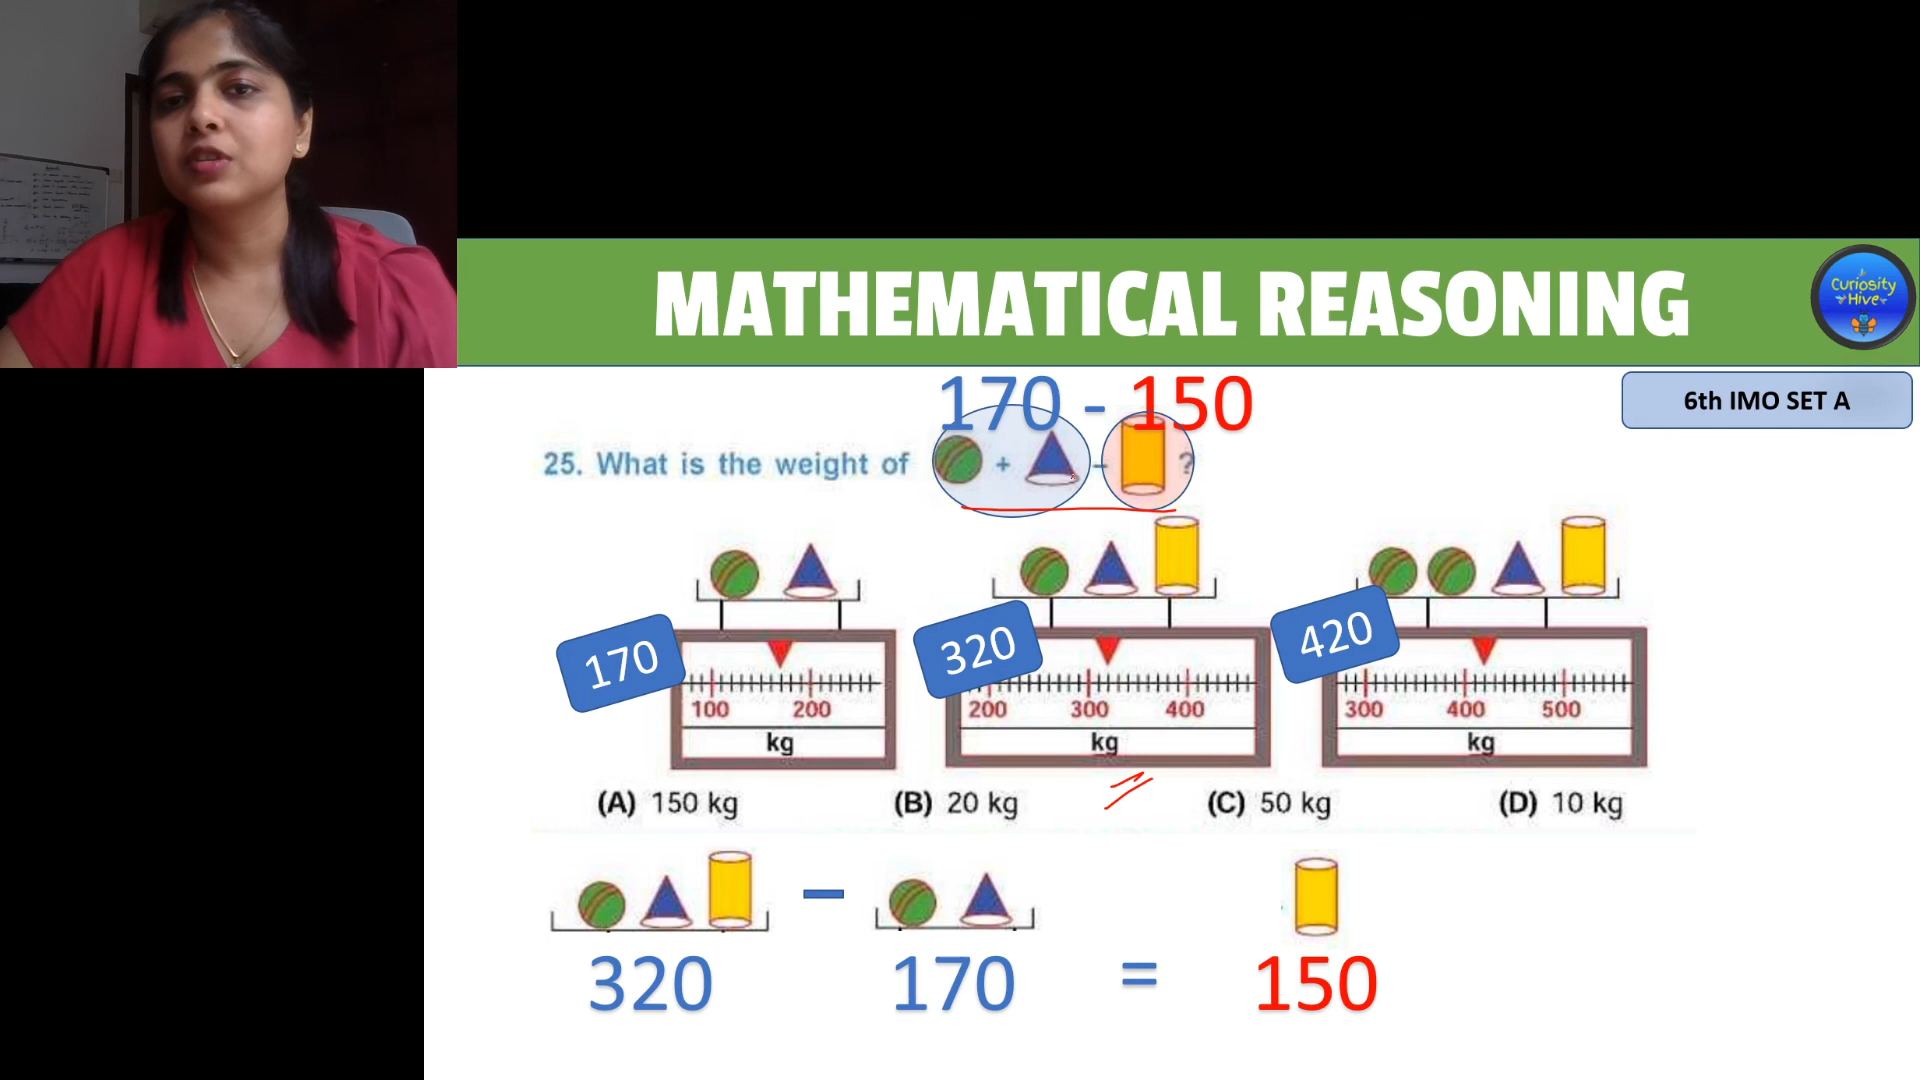 MATHEMATICAL REASONING
Curiosity
Hive
6th IMO SET A
170 - 150
25. What is the weight of + - ?
170
320
420
100 200
200 300 400
300 400 500
kg
kg
kg
(A) 150 kg (B) 20 kg (C) 50 kg (D) 10 kg
-
320 170 = 150